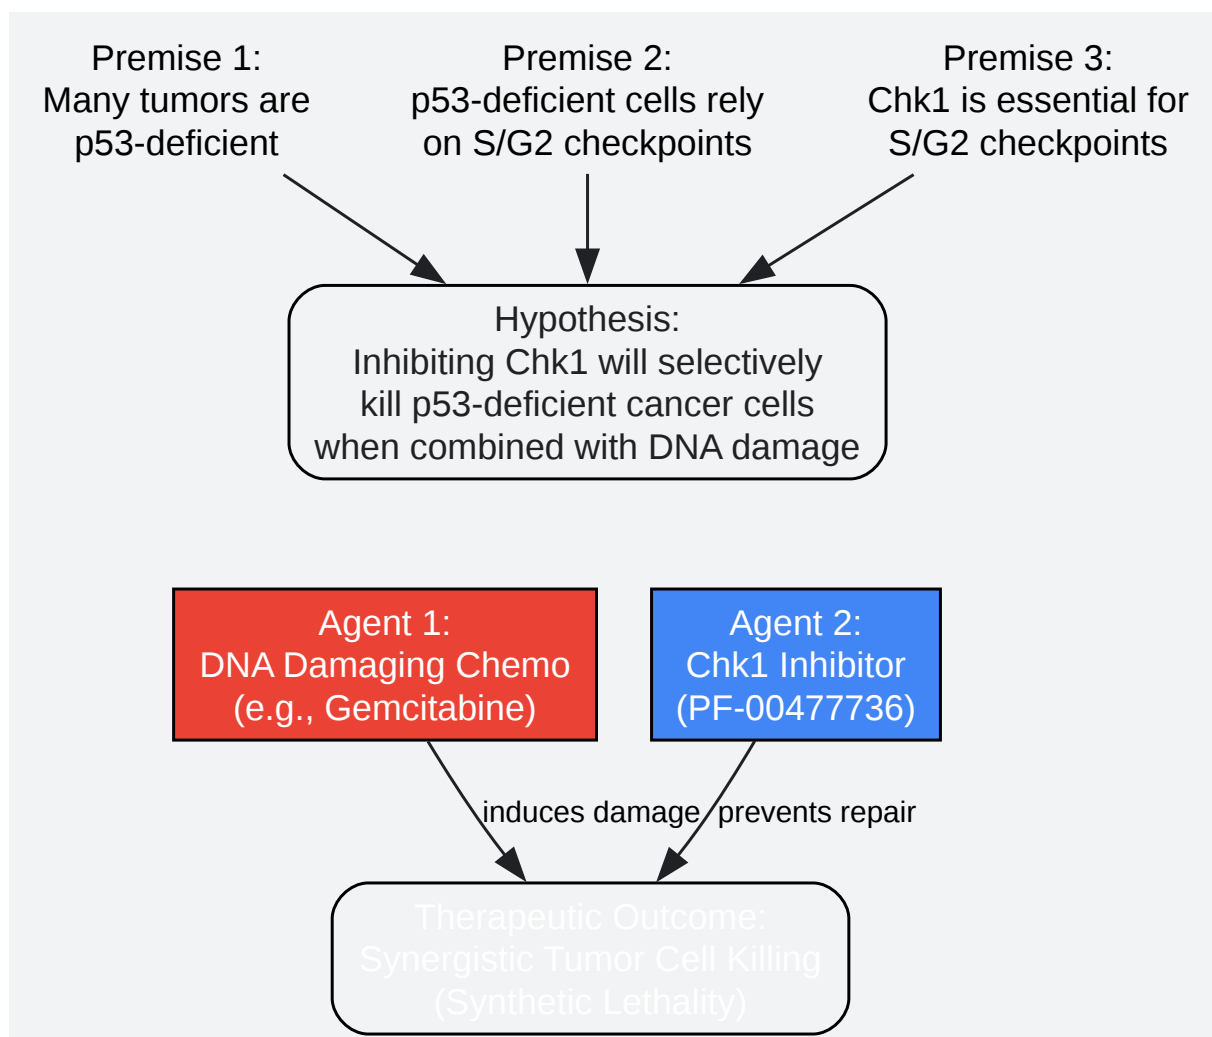 Premise 1:
Many tumors are
p53-deficient
Premise 2:
p53-deficient cells rely
on S/G2 checkpoints
Premise 3:
Chk1 is essential for
S/G2 checkpoints
Hypothesis:
Inhibiting Chk1 will selectively
kill p53-deficient cancer cells
when combined with DNA damage
Agent 1:
DNA Damaging Chemo
(e.g., Gemcitabine)
Agent 2:
Chk1 Inhibitor
(PF-00477736)
induces damage
prevents repair
Therapeutic Outcome:
Synergistic Tumor Cell Killing
(Synthetic Lethality)